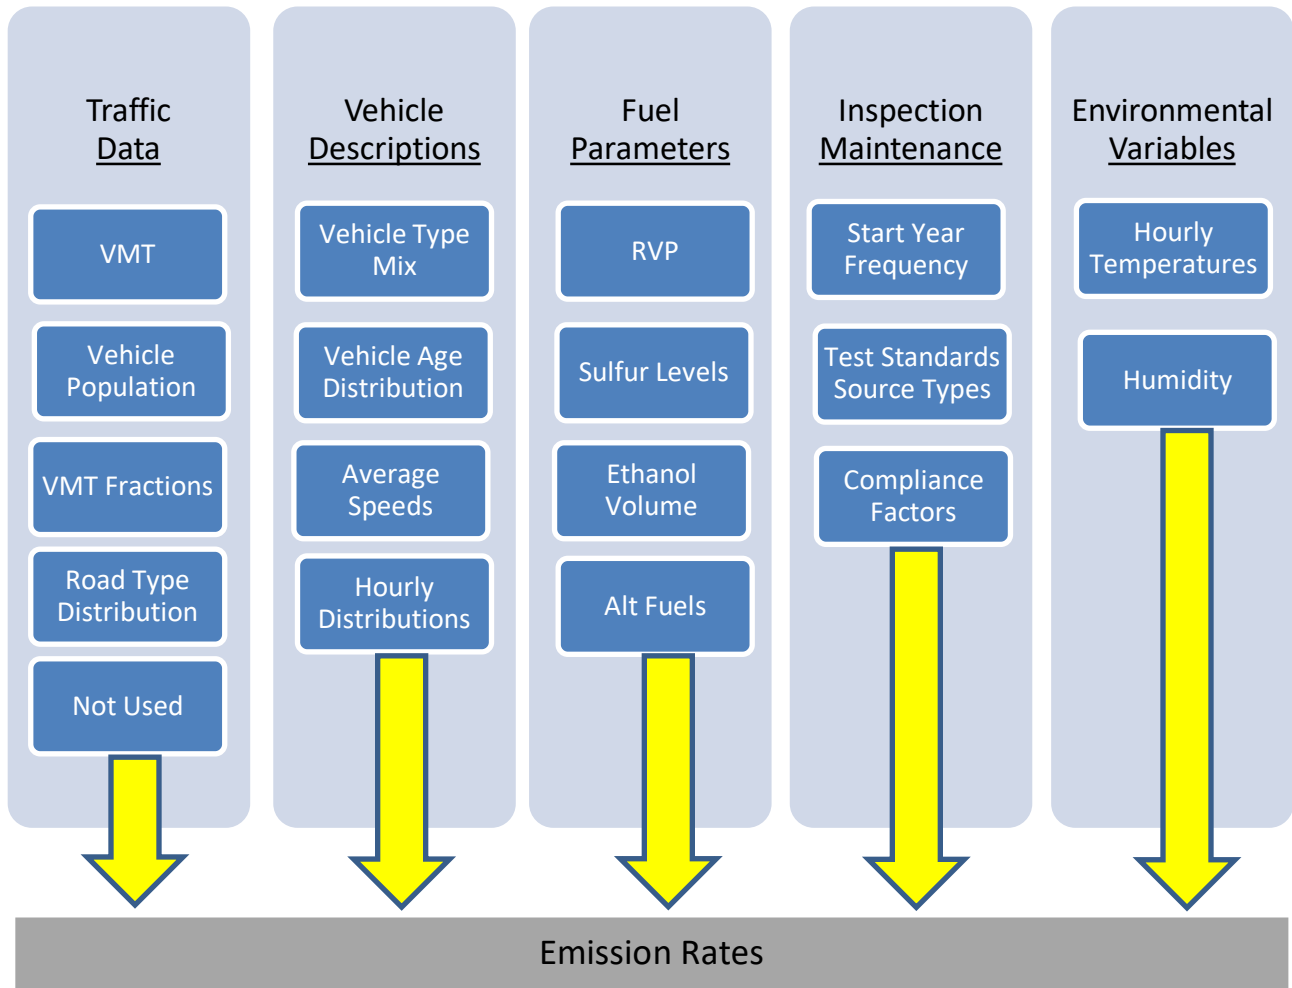 Traffic
Data
VMT
Vehicle
Population
VMT Fractions
Road Type
Distribution
Not Used
Vehicle
Descriptions
Vehicle Type
Mix
Vehicle Age
Distribution
Average
Speeds
Hourly
Distributions
Fuel
Parameters
RVP
Sulfur Levels
Ethanol
Volume
Alt Fuels
Inspection
Maintenance
Start Year
Frequency
Test Standards
Source Types
Compliance
Factors
Environmental
Variables
Hourly
Temperatures
Humidity
Emission Rates